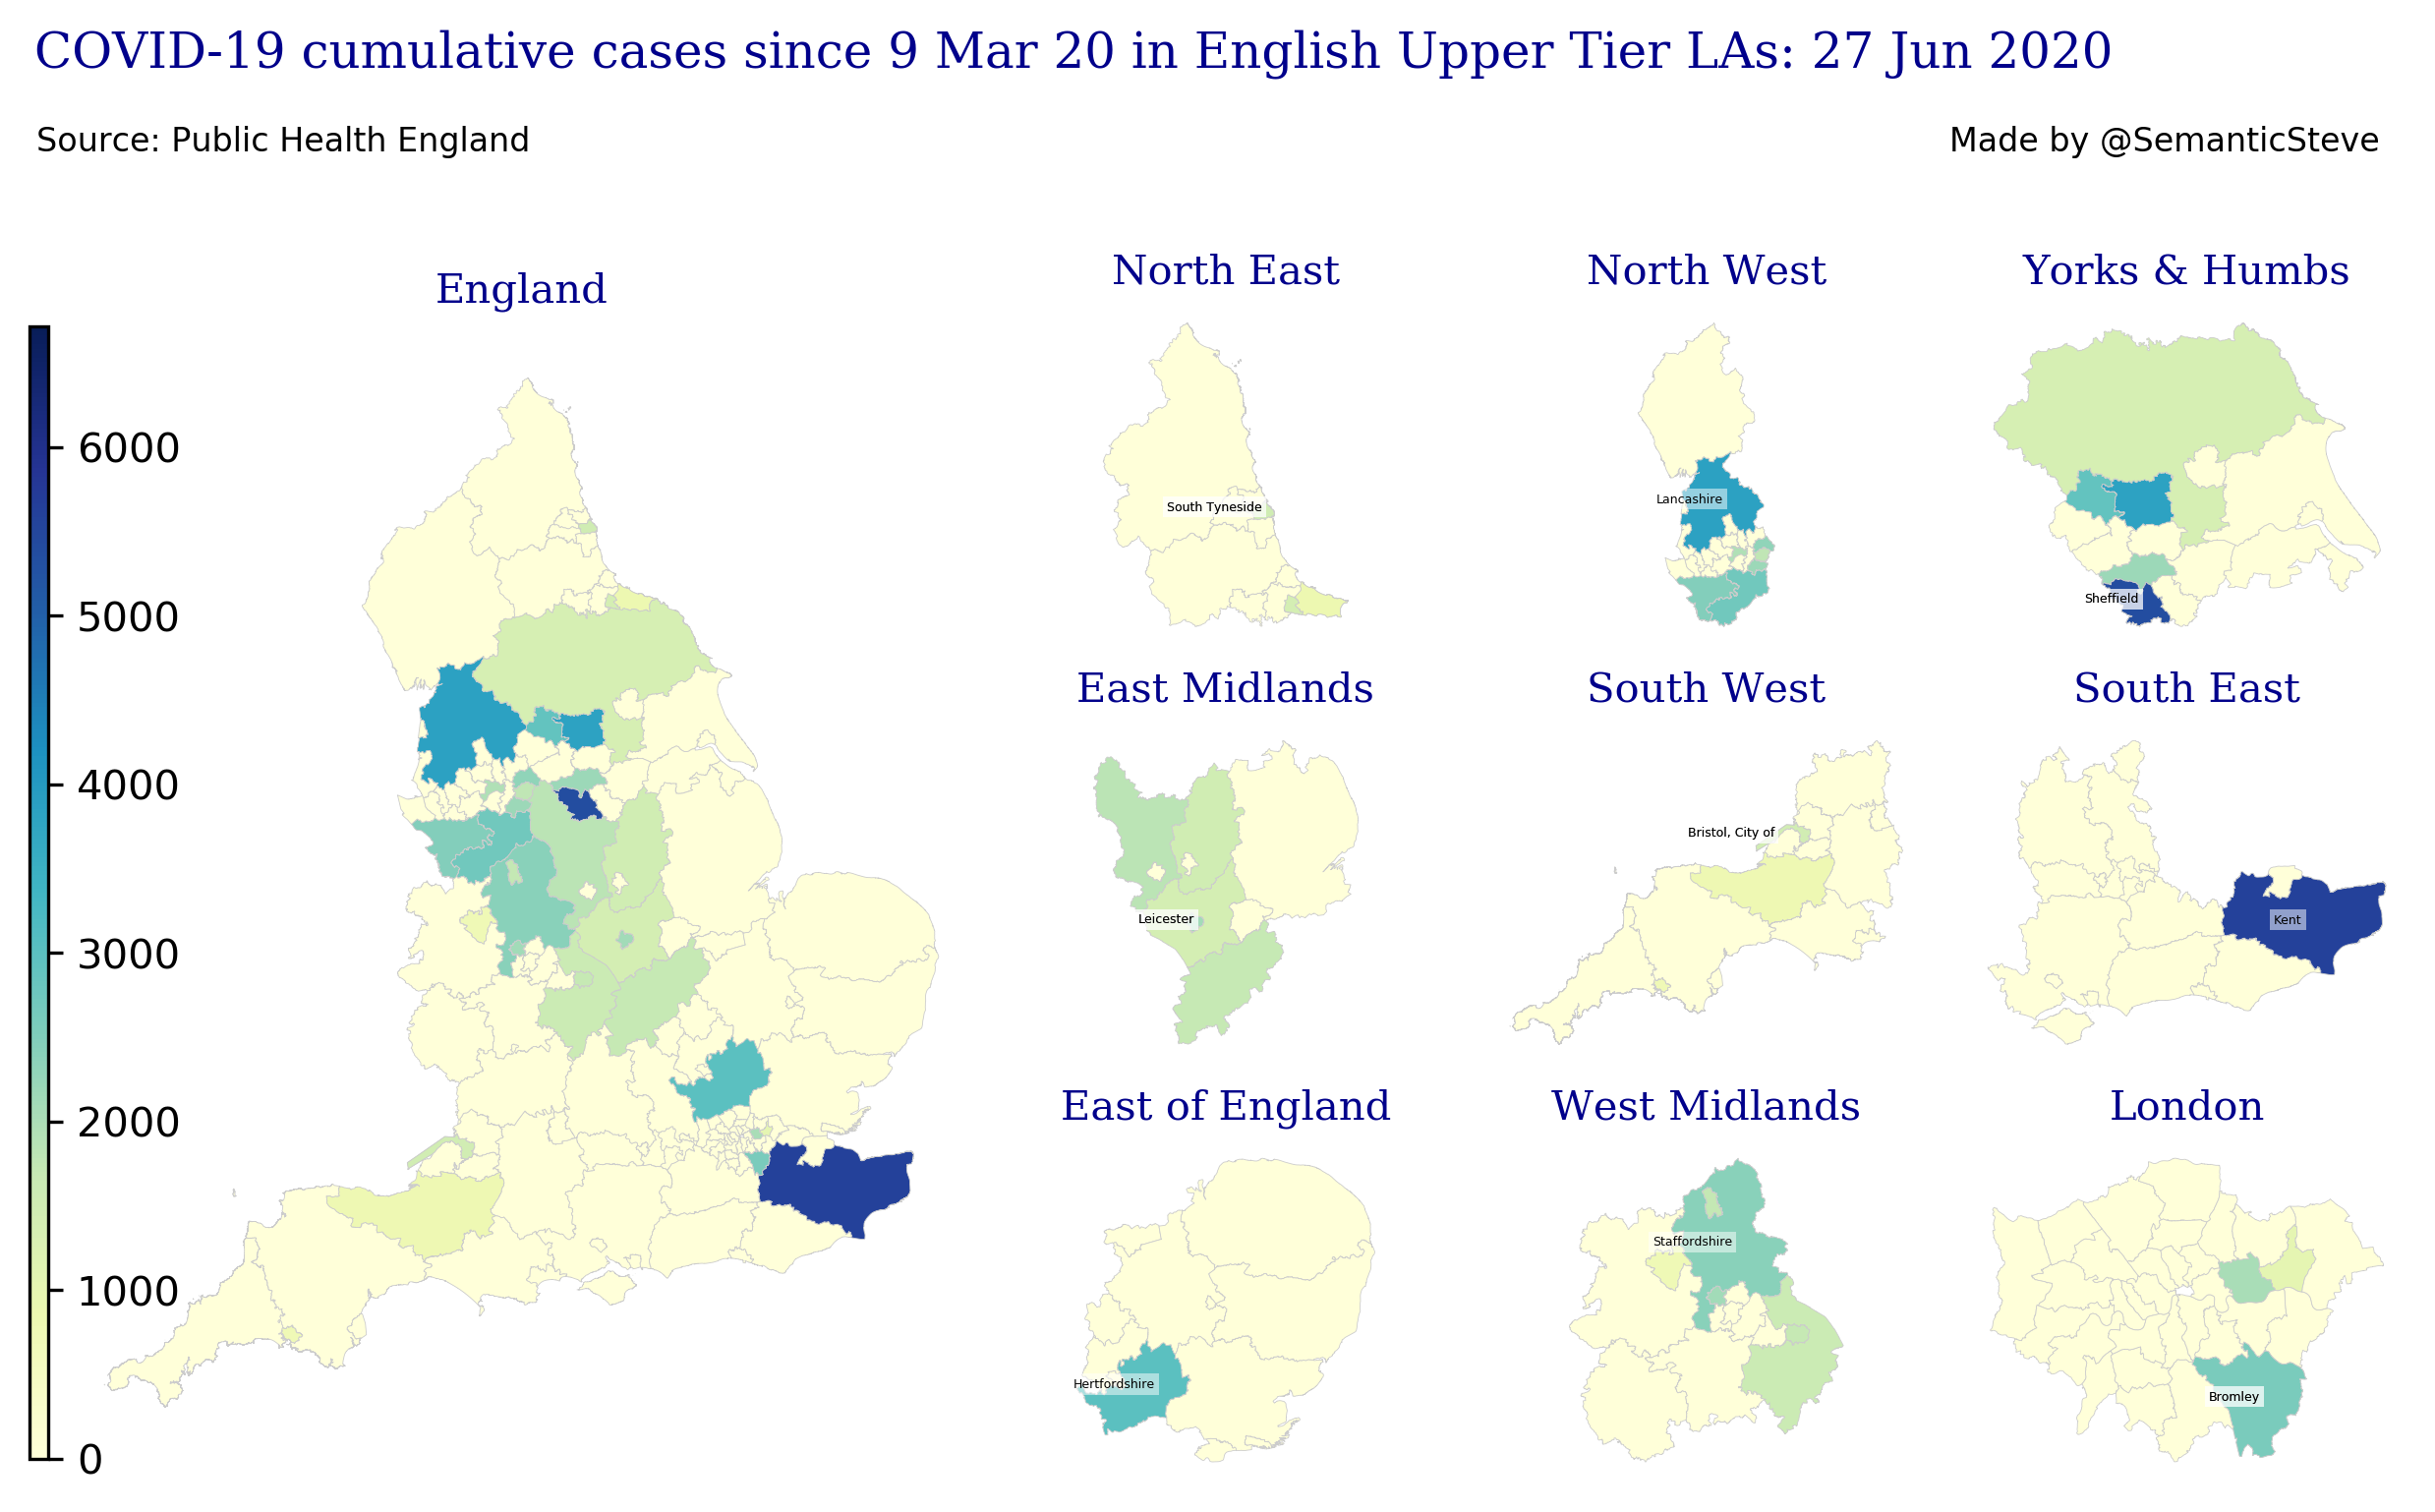 COVID-19 cumulative cases since 9 Mar 20 in English Upper Tier LAs: 27 Jun 2020
Source: Public Health England
Made by @SemanticSteve
England
6000
5000
4000
3000
2000
1000
0
North East
South Tyneside
North West
Lancashire
Yorks & Humbs
Sheffield
East Midlands
Leicester
South West
Bristol, City of
South East
Kent
East of England
Hertfordshire
West Midlands
Staffordshire
London
Bromley